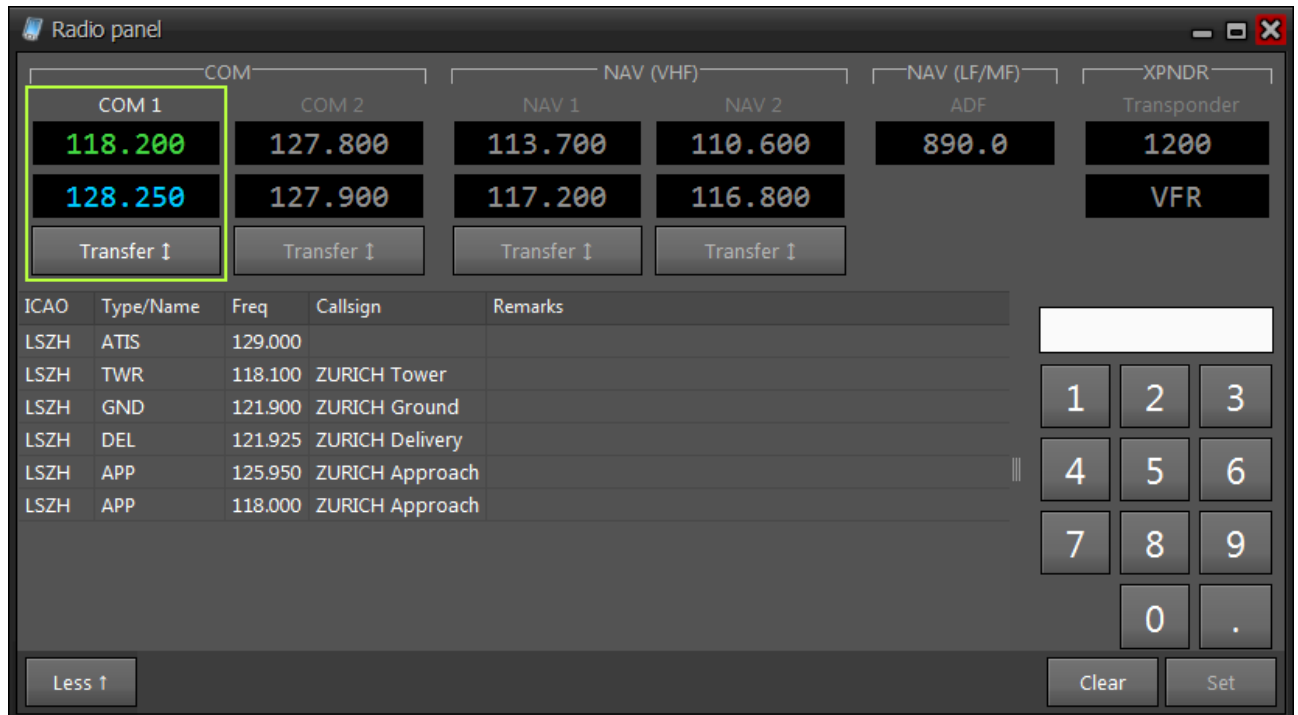 Radio panel
COM NAV (VHF) NAV (LF/MF) XPNDR
COM 1 COM 2 NAV 1 NAV 2 ADF Transponder
118.200 127.800 113.700 110.600 890.0 1200
128.250 127.900 117.200 116.800 VFR
Transfer ↕ Transfer ↕ Transfer ↕ Transfer ↕
ICAO Type/Name Freq Callsign Remarks
LSZH ATIS 129.000
LSZH TWR 118.100 ZURICH Tower
LSZH GND 121.900 ZURICH Ground
LSZH DEL 121.925 ZURICH Delivery
LSZH APP 125.950 ZURICH Approach
LSZH APP 118.000 ZURICH Approach
1 2 3
4 5 6
7 8 9
0 .
Less ↑ Clear Set